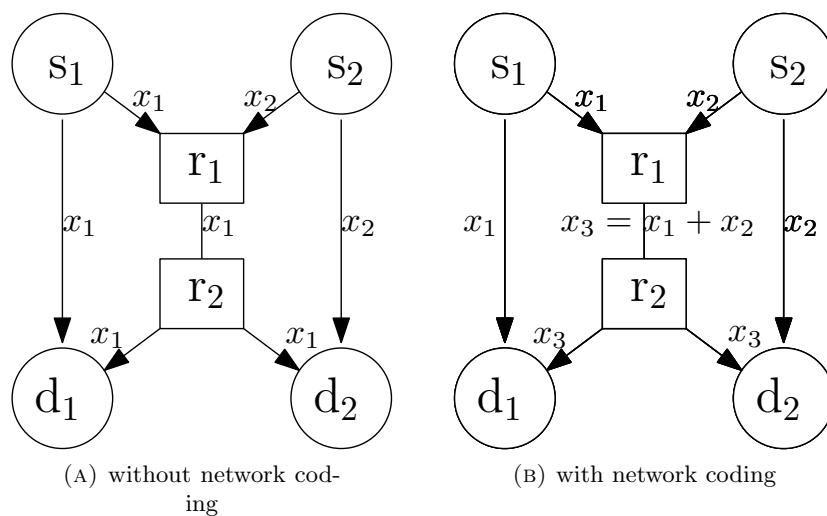 s₁ s₂
x₁ x₂
r₁
x₁ x₁ x₂
r₂
x₁ x₁
d₁ d₂
(A) without network cod-
ing
s₁ s₂
x₁ x₂
r₁
x₁ x₃ = x₁ + x₂ x₂
r₂
x₃ x₃
d₁ d₂
(B) with network coding